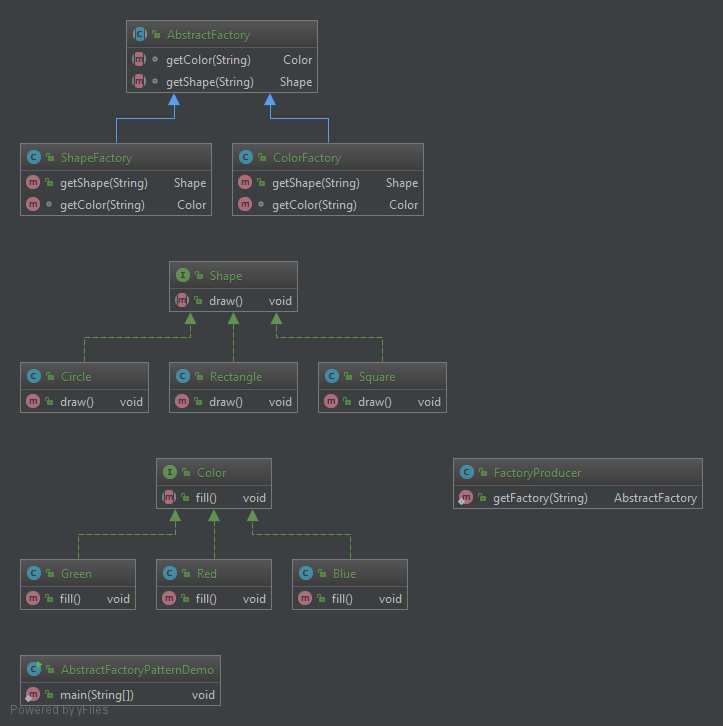 AbstractFactory
getColor(String) Color
getShape(String) Shape
ShapeFactory
getShape(String) Shape
getColor(String) Color
ColorFactory
getShape(String) Shape
getColor(String) Color
Shape
draw() void
Circle
draw() void
Rectangle
draw() void
Square
draw() void
Color
fill() void
FactoryProducer
getFactory(String) AbstractFactory
Green
fill() void
Red
fill() void
Blue
fill() void
AbstractFactoryPatternDemo
main(String[]) void
Powered by yFiles